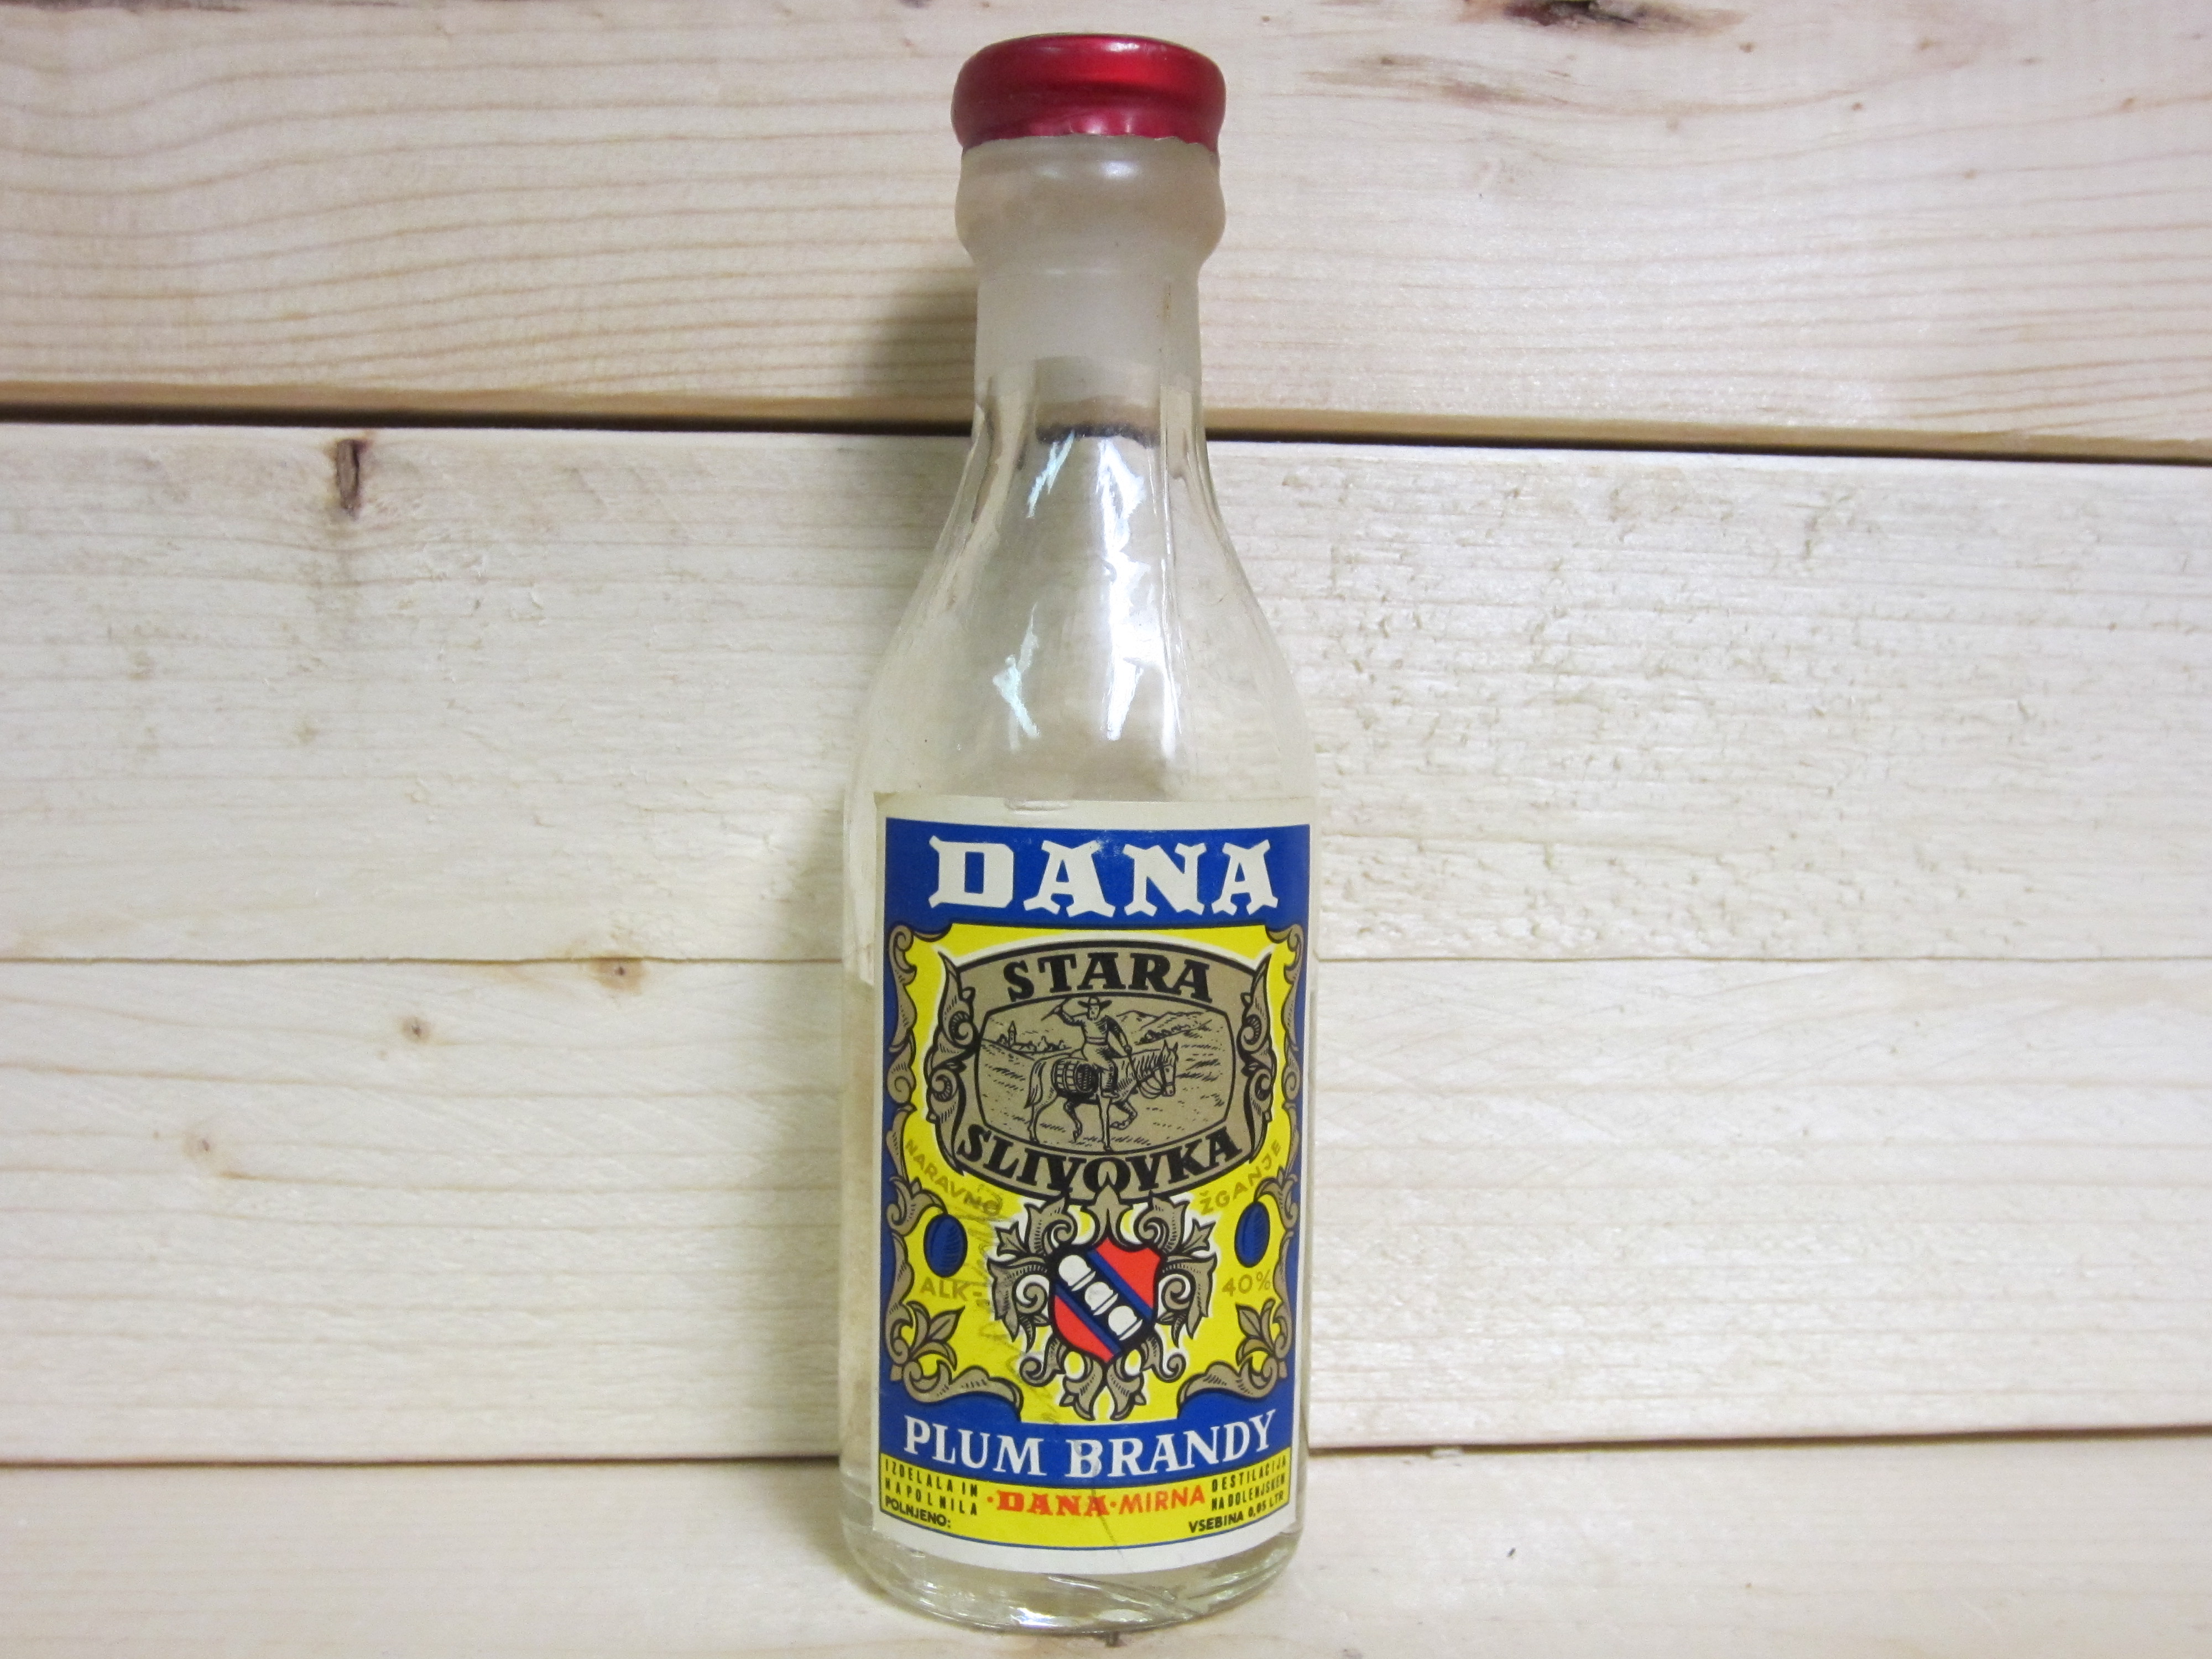 DANA
STARA
SLIVOVKA
NARAVNO ŽGANJE
ALK- 40%
PLUM BRANDY
IZDELALA IN
NAPOLNILA
POLNJENO:
·DANA·MIRNA
DESTILACIJA
NA DOLENJSKEM
VSEBINA 0,05 LTR